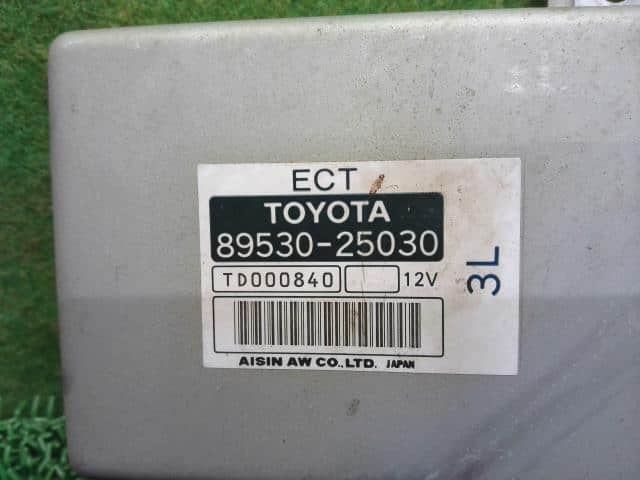 ECT
TOYOTA
89530-25030
TD000840 12V
3L
AISIN AW CO.,LTD. JAPAN